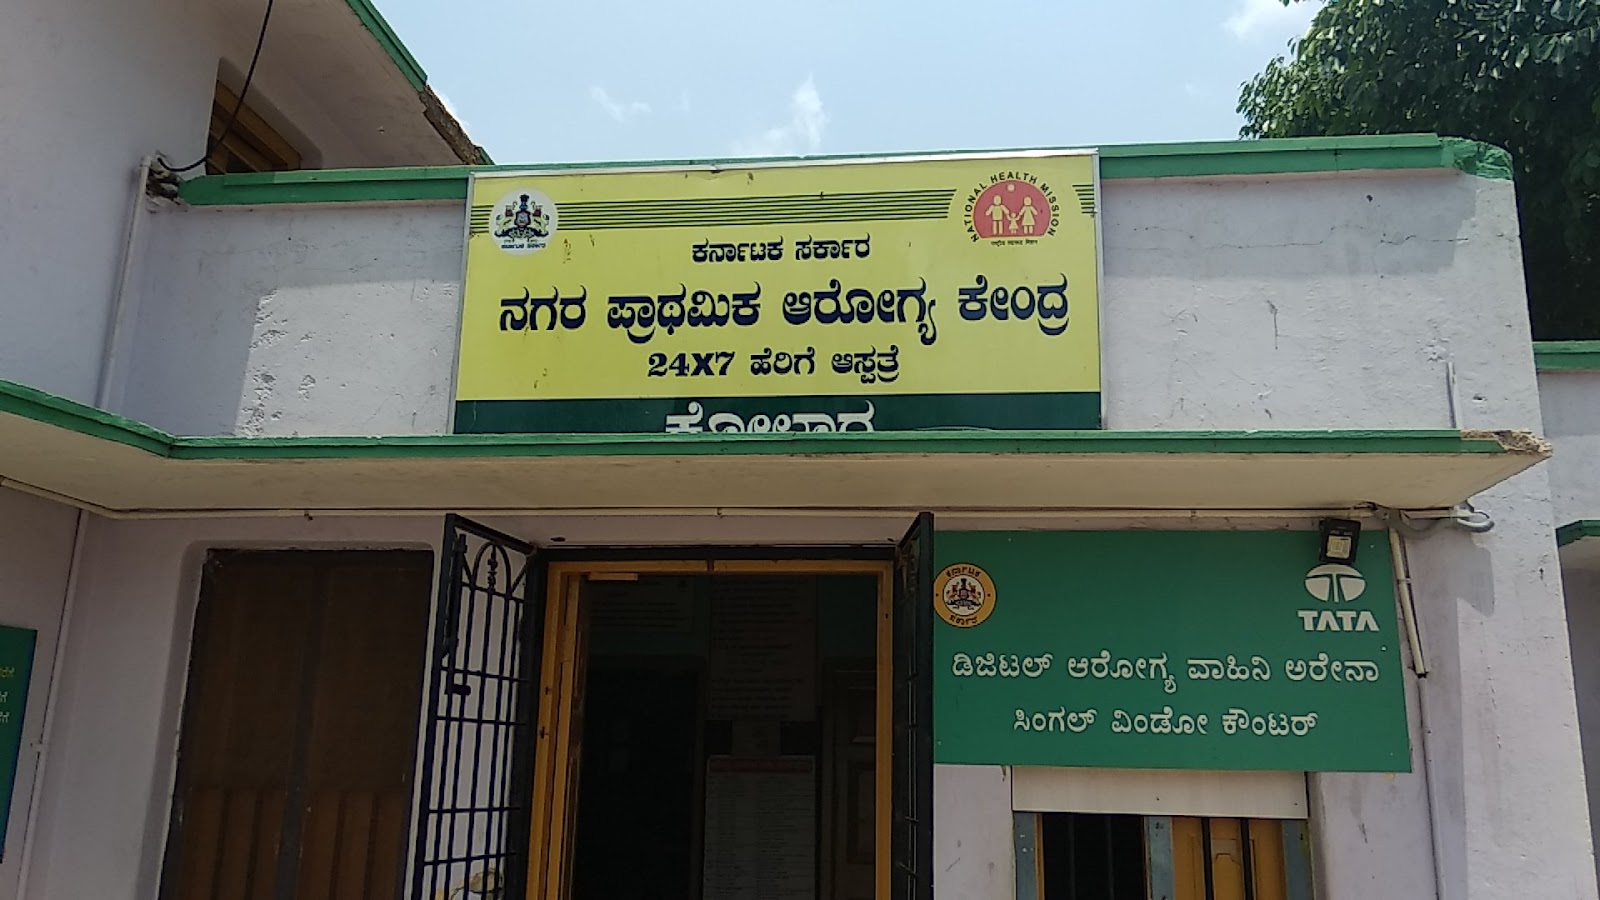 NATIONAL HEALTH MISSION
ಕರ್ನಾಟಕ ಸರ್ಕಾರ
ನಗರ ಪ್ರಾಥಮಿಕ ಆರೋಗ್ಯ ಕೇಂದ್ರ
24X7 ಹೆರಿಗೆ ಆಸ್ಪತ್ರೆ
ಕೋಲಾರ
TATA
ಡಿಜಿಟಲ್ ಆರೋಗ್ಯ ವಾಹಿನಿ ಅರೇನಾ
ಸಿಂಗಲ್ ವಿಂಡೋ ಕೌಂಟರ್